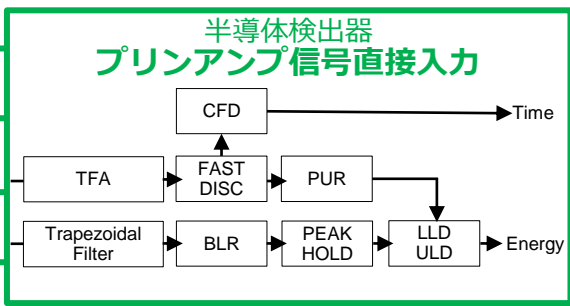 半導体検出器
プリンアンプ信号直接入力
CFD
Time
TFA
FAST
DISC
PUR
Trapezoidal
Filter
BLR
PEAK
HOLD
LLD
ULD
Energy